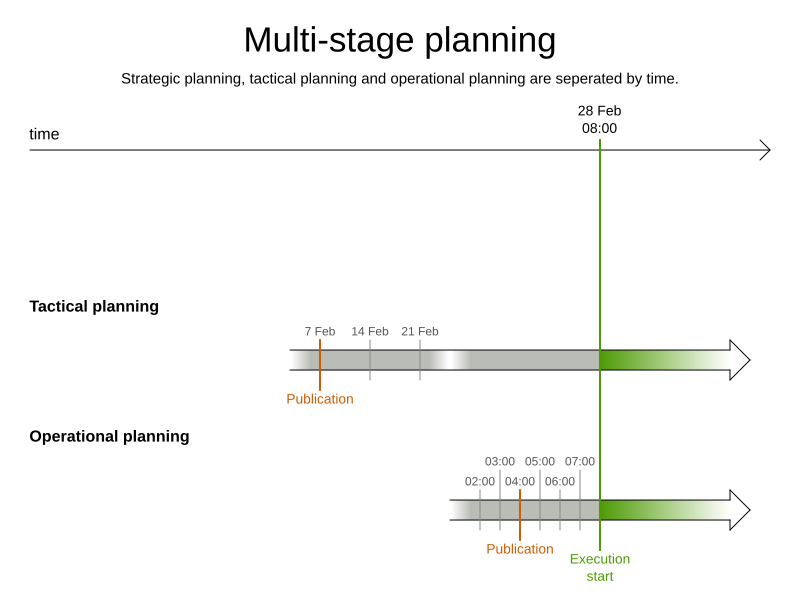 Multi-stage planning
Strategic planning, tactical planning and operational planning are seperated by time.
28 Feb
08:00
time
Tactical planning
7 Feb 14 Feb 21 Feb
Publication
Operational planning
03:00 05:00 07:00
02:00 04:00 06:00
Publication
Execution
start